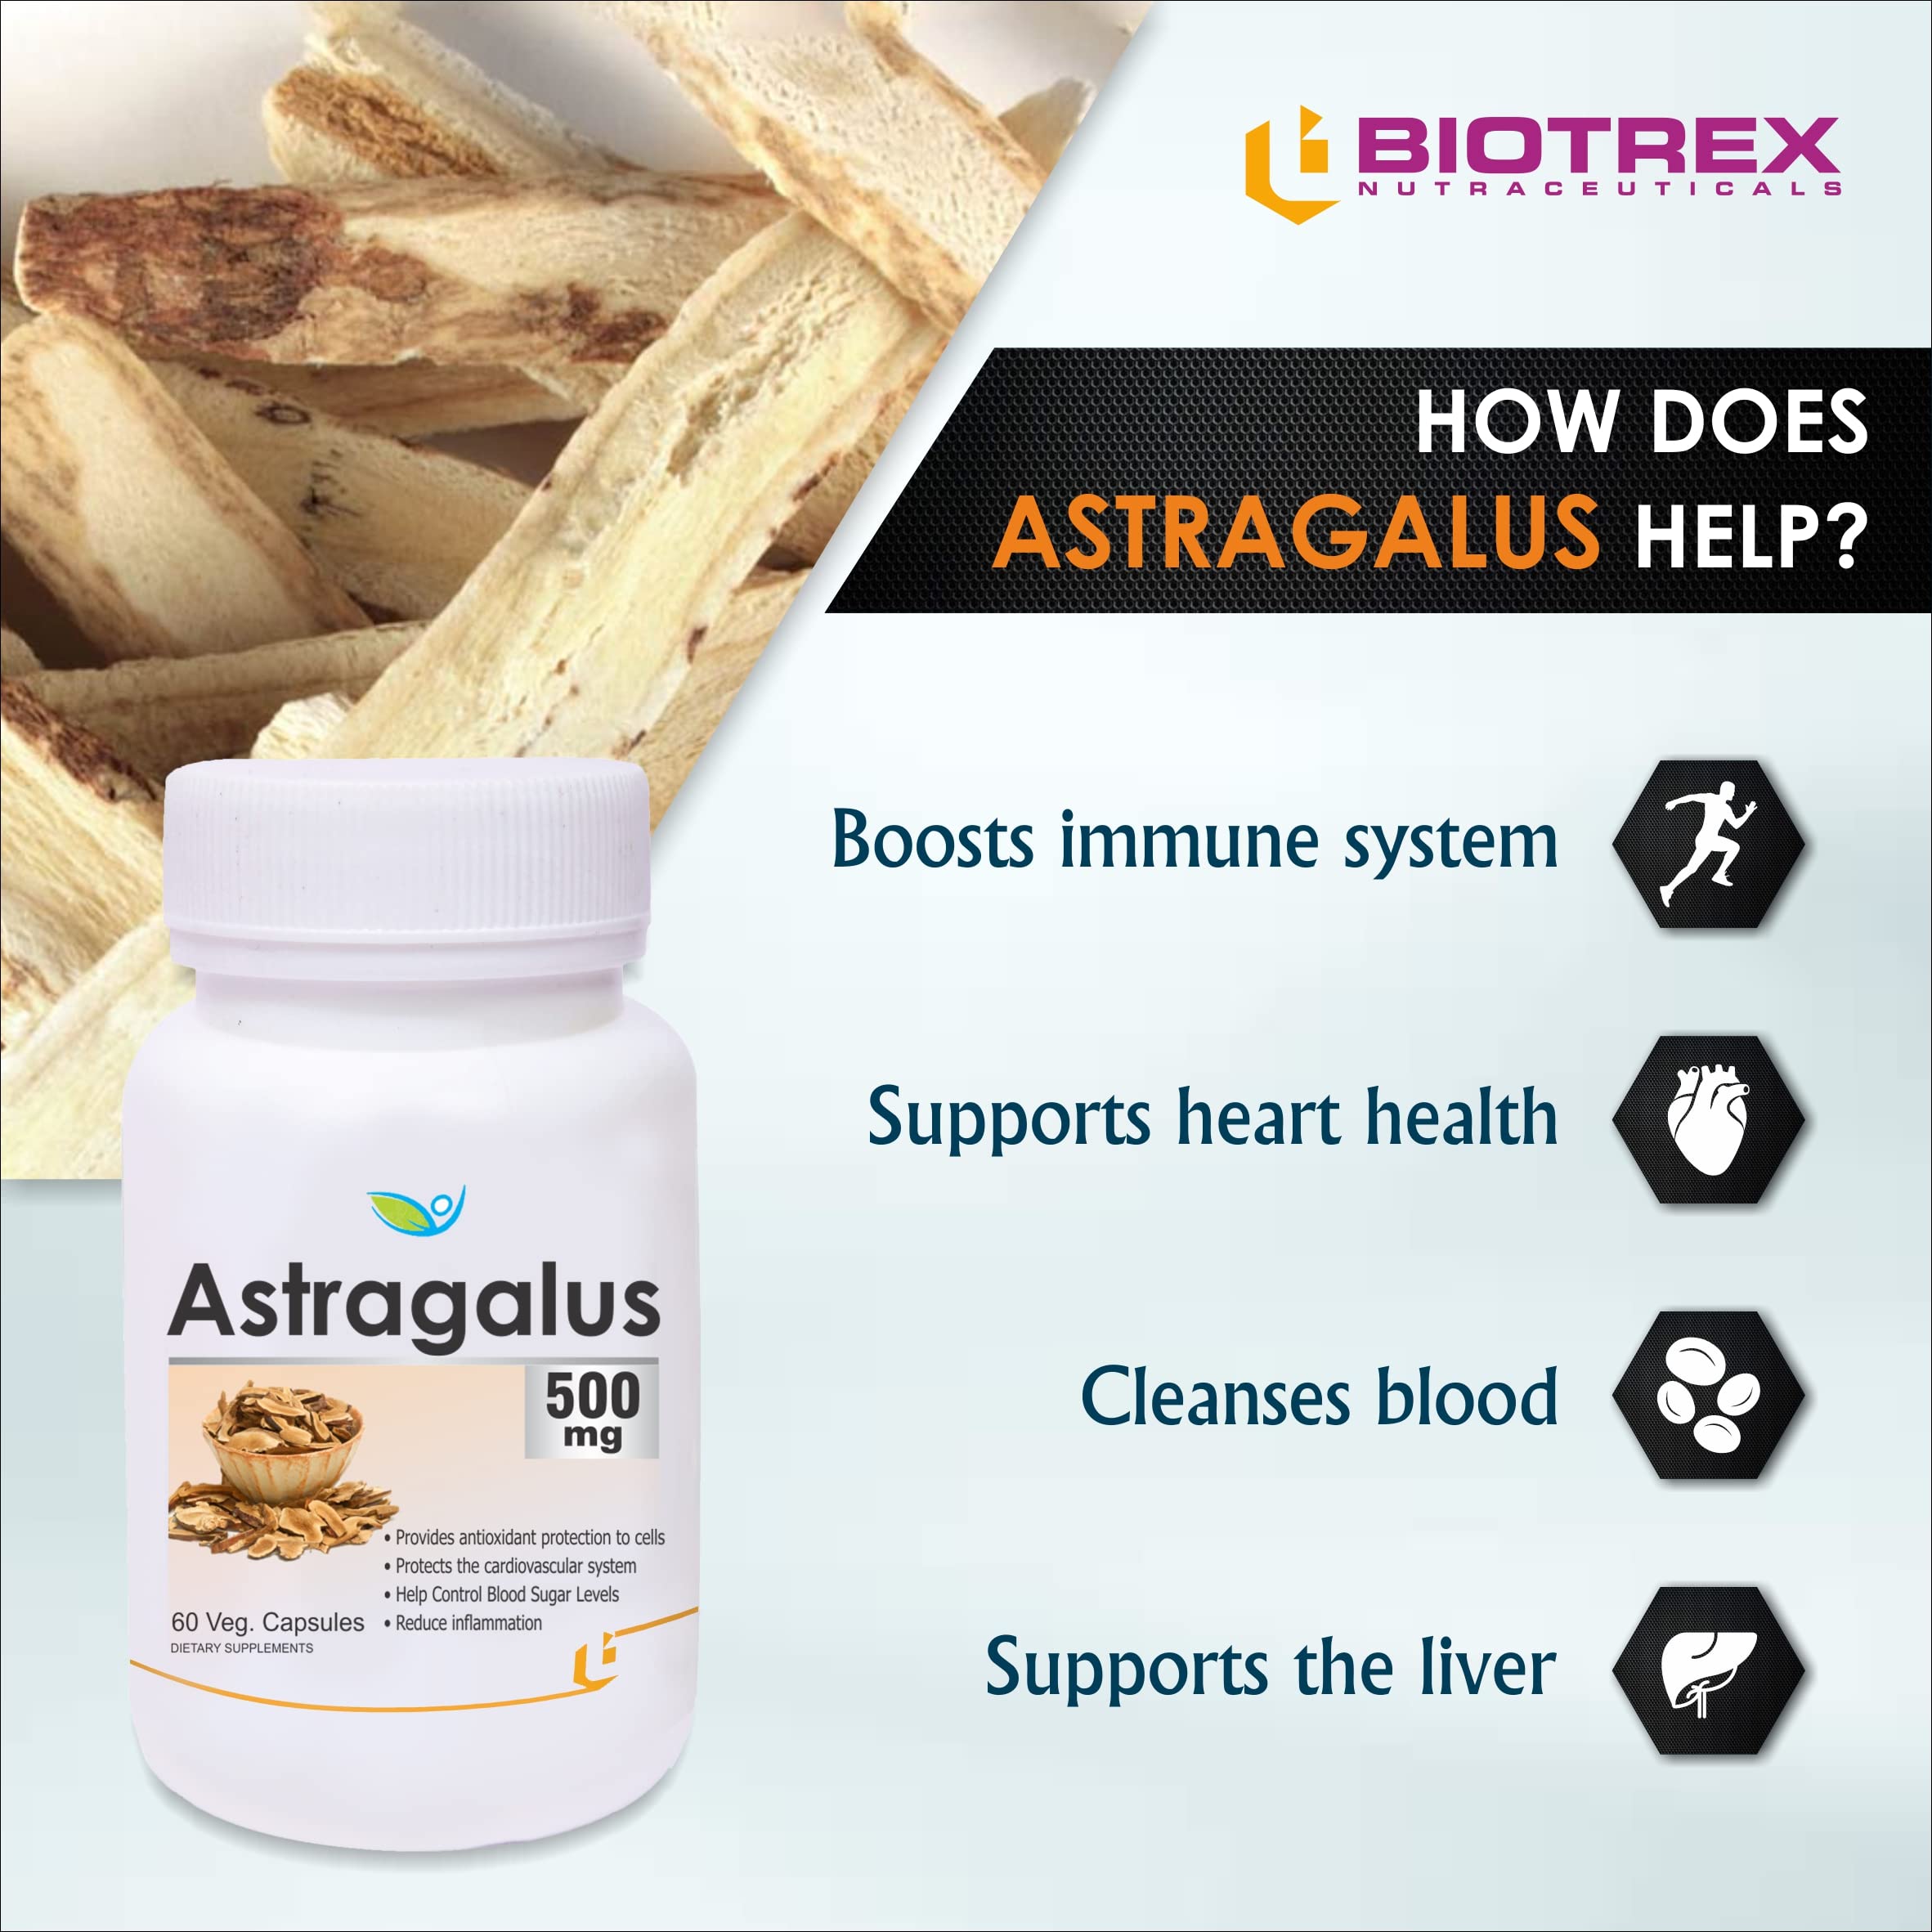 BIOTREX
NUTRACEUTICALS
HOW DOES
ASTRAGALUS HELP?
Boosts immune system
Supports heart health
Cleanses blood
Supports the liver
Astragalus
500
mg
• Provides antioxidant protection to cells
• Protects the cardiovascular system
• Help Control Blood Sugar Levels
• Reduce inflammation
60 Veg. Capsules
DIETARY SUPPLEMENTS